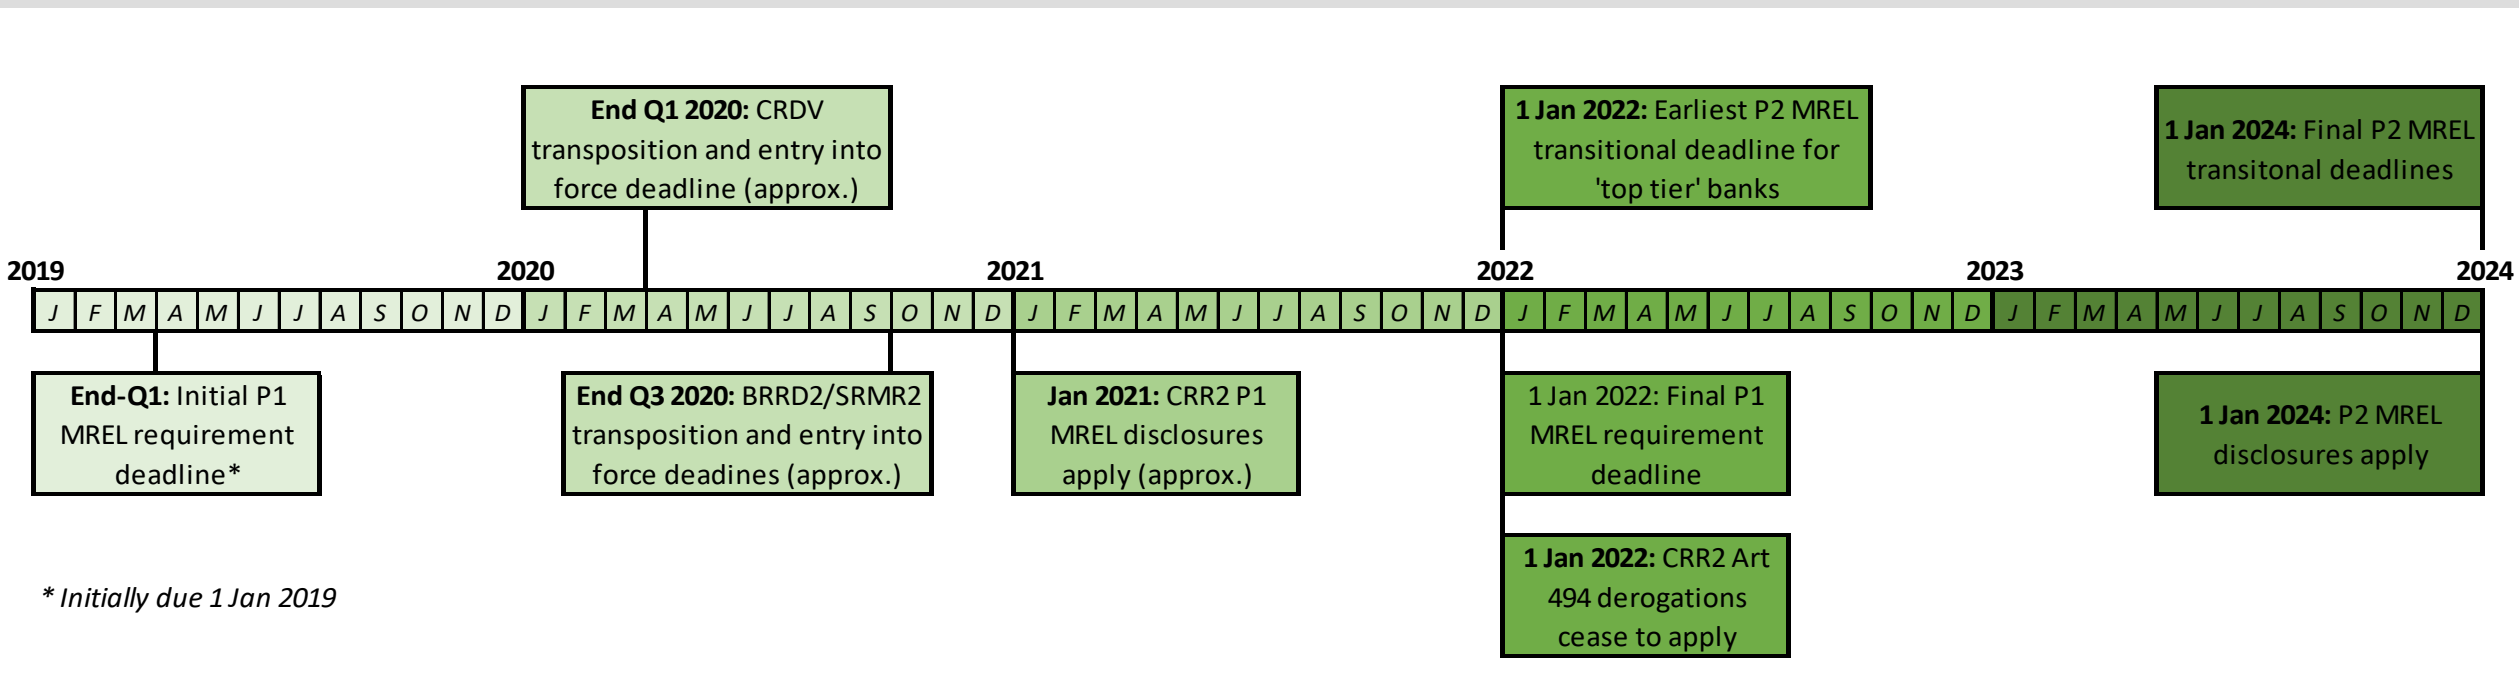 End Q1 2020: CRDV
transposition and entry into
force deadline (approx.)
1 Jan 2022: Earliest P2 MREL
transitional deadline for
'top tier' banks
1 Jan 2024: Final P2 MREL
transitonal deadlines
2019 2020 2021 2022 2023 2024
J F M A M J J A S O N D J F M A M J J A S O N D J F M A M J J A S O N D J F M A M J J A S O N D J F M A M J J A S O N D
End-Q1: Initial P1
MREL requirement
deadline*
End Q3 2020: BRRD2/SRMR2
transposition and entry into
force deadines (approx.)
Jan 2021: CRR2 P1
MREL disclosures
apply (approx.)
1 Jan 2022: Final P1
MREL requirement
deadline
1 Jan 2024: P2 MREL
disclosures apply
1 Jan 2022: CRR2 Art
494 derogations
cease to apply
* Initially due 1 Jan 2019